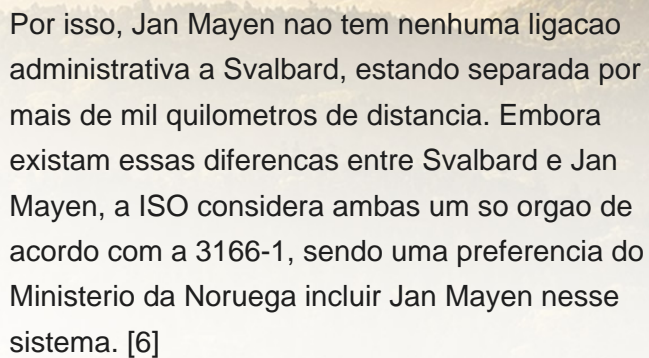 Por isso, Jan Mayen nao tem nenhuma ligacao
administrativa a Svalbard, estando separada por
mais de mil quilometros de distancia. Embora
existam essas diferencas entre Svalbard e Jan
Mayen, a ISO considera ambas um so orgao de
acordo com a 3166-1, sendo uma preferencia do
Ministerio da Noruega incluir Jan Mayen nesse
sistema. [6]